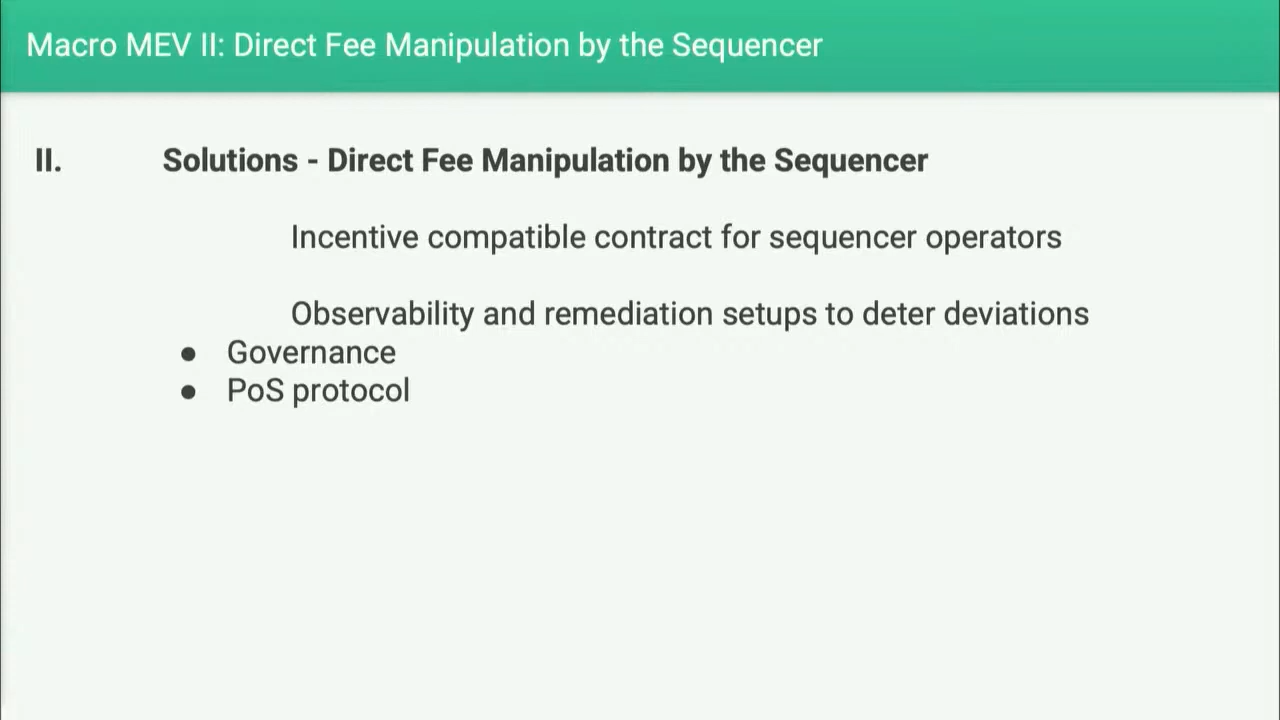 Macro MEV II: Direct Fee Manipulation by the Sequencer
II. Solutions - Direct Fee Manipulation by the Sequencer
Incentive compatible contract for sequencer operators
Observability and remediation setups to deter deviations
● Governance
● PoS protocol